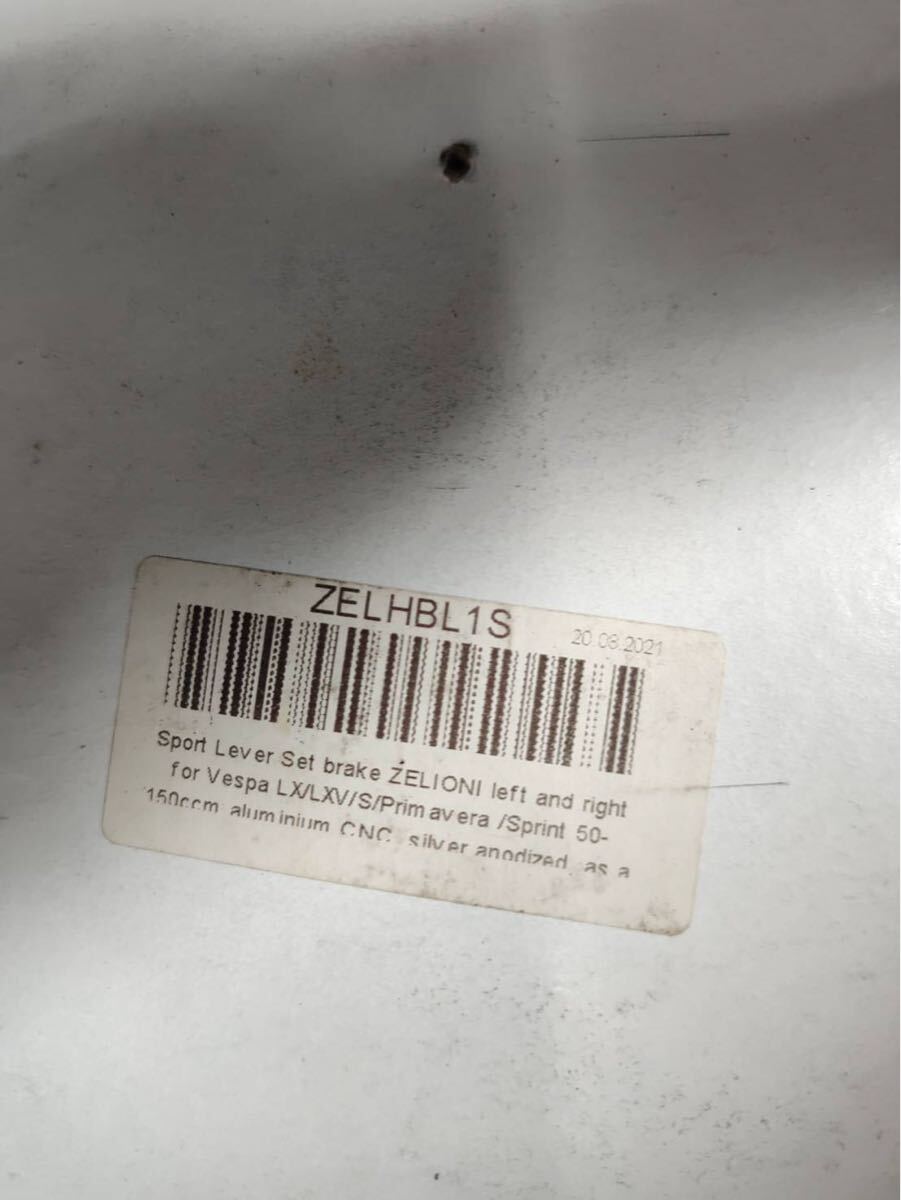 ZELHBL1S
20.08.2021
Sport Lever Set brake ZELIONI left and right
for Vespa LX/LXV/S/Primavera /Sprint 50-
150ccm aluminium CNC, silver anodized, as a